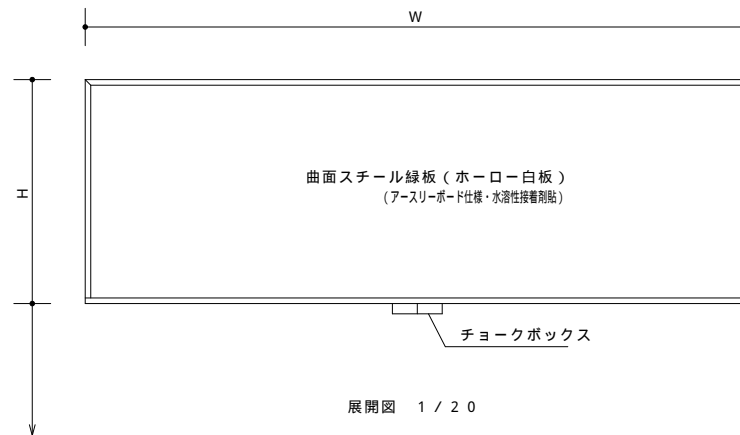 W
H
曲面スチール緑板（ホーロー白板）
（アースリーボード仕様・水溶性接着剤貼）
チョークボックス
展開図　１／２０